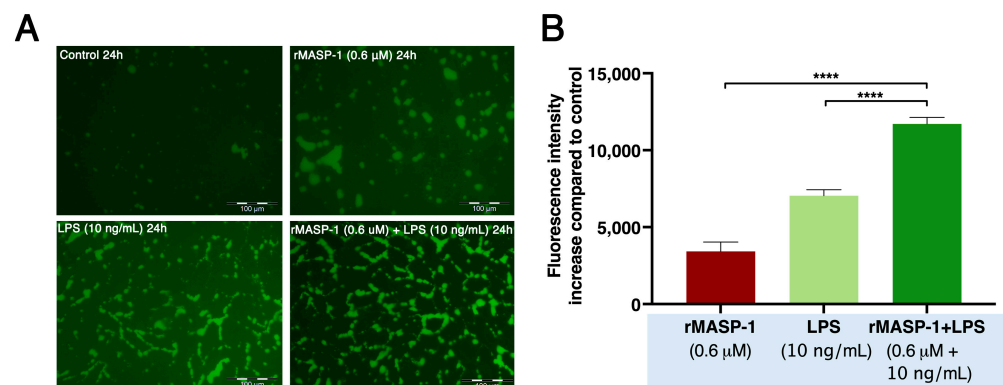 A
Control 24h
100 µm
rMASP-1 (0.6 µM) 24h
100 µm
LPS (10 ng/mL) 24h
100 µm
rMASP-1 (0.6 uM) + LPS (10 ng/mL) 24h
100 µm
B
Fluorescence intensity
increase compared to control
15,000
10,000
5,000
0
****
****
rMASP-1
(0.6 µM)
LPS
(10 ng/mL)
rMASP-1+LPS
(0.6 µM +
10 ng/mL)